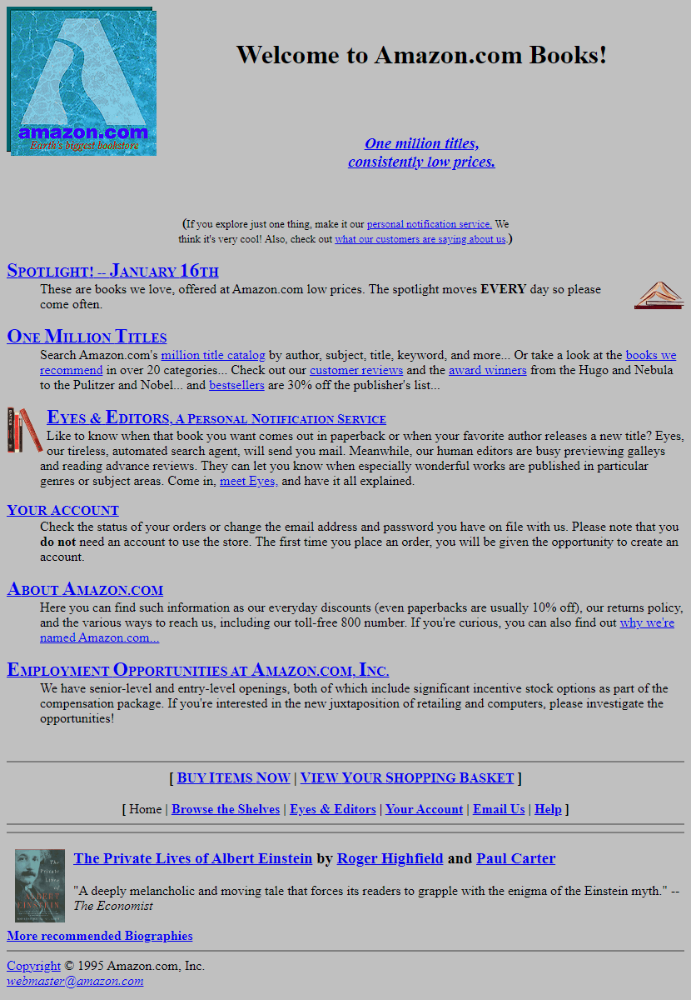 amazon.com
Earth's biggest bookstore
Welcome to Amazon.com Books!
One million titles,
consistently low prices.
(If you explore just one thing, make it our personal notification service. We
think it's very cool! Also, check out what our customers are saying about us.)
SPOTLIGHT! -- JANUARY 16TH
These are books we love, offered at Amazon.com low prices. The spotlight moves EVERY day so please
come often.
ONE MILLION TITLES
Search Amazon.com's million title catalog by author, subject, title, keyword, and more... Or take a look at the books we
recommend in over 20 categories... Check out our customer reviews and the award winners from the Hugo and Nebula
to the Pulitzer and Nobel... and bestsellers are 30% off the publisher's list...
EYES & EDITORS, A PERSONAL NOTIFICATION SERVICE
Like to know when that book you want comes out in paperback or when your favorite author releases a new title? Eyes,
our tireless, automated search agent, will send you mail. Meanwhile, our human editors are busy previewing galleys
and reading advance reviews. They can let you know when especially wonderful works are published in particular
genres or subject areas. Come in, meet Eyes, and have it all explained.
YOUR ACCOUNT
Check the status of your orders or change the email address and password you have on file with us. Please note that you
do not need an account to use the store. The first time you place an order, you will be given the opportunity to create an
account.
ABOUT AMAZON.COM
Here you can find such information as our everyday discounts (even paperbacks are usually 10% off), our returns policy,
and the various ways to reach us, including our toll-free 800 number. If you're curious, you can also find out why we're
named Amazon.com...
EMPLOYMENT OPPORTUNITIES AT AMAZON.COM, INC.
We have senior-level and entry-level openings, both of which include significant incentive stock options as part of the
compensation package. If you're interested in the new juxtaposition of retailing and computers, please investigate the
opportunities!
[ BUY ITEMS NOW | VIEW YOUR SHOPPING BASKET ]
[ Home | Browse the Shelves | Eyes & Editors | Your Account | Email Us | Help ]
The
Private
Lives
of
ALBERT
EINSTEIN
The Private Lives of Albert Einstein by Roger Highfield and Paul Carter
"A deeply melancholic and moving tale that forces its readers to grapple with the enigma of the Einstein myth." --
The Economist
More recommended Biographies
Copyright © 1995 Amazon.com, Inc.
webmaster@amazon.com